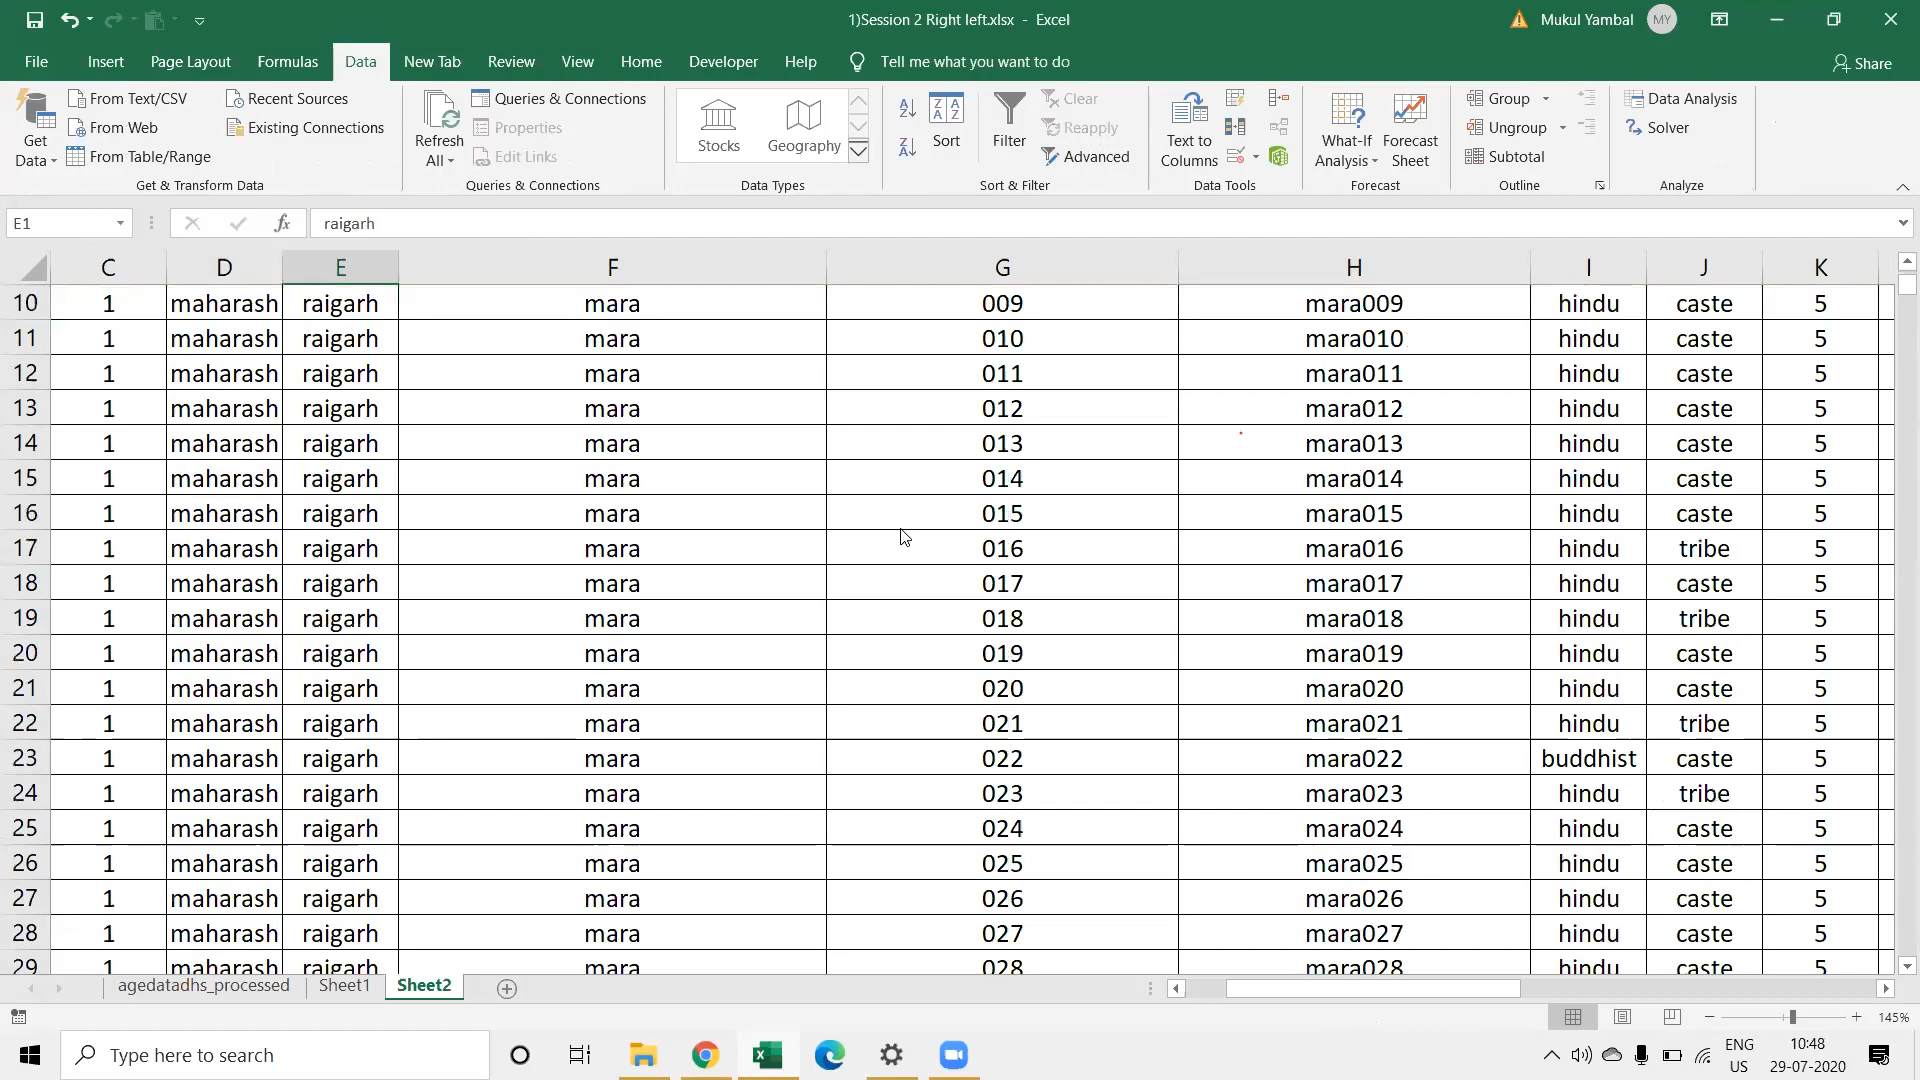 1)Session 2 Right left.xlsx - Excel
Mukul Yambal MY
File Insert Page Layout Formulas Data New Tab Review View Home Developer Help Tell me what you want to do Share
Get Data
From Text/CSV
From Web
From Table/Range
Recent Sources
Existing Connections
Get & Transform Data
Refresh All
Queries & Connections
Properties
Edit Links
Queries & Connections
Stocks
Geography
Data Types
Sort
Filter
Clear
Reapply
Advanced
Sort & Filter
Text to Columns
Data Tools
What-If Analysis
Forecast Sheet
Forecast
Group
Ungroup
Subtotal
Outline
Data Analysis
Solver
Analyze
E1 fx raigarh
C D E F G H I J K
10 1 maharash raigarh mara 009 mara009 hindu caste 5
11 1 maharash raigarh mara 010 mara010 hindu caste 5
12 1 maharash raigarh mara 011 mara011 hindu caste 5
13 1 maharash raigarh mara 012 mara012 hindu caste 5
14 1 maharash raigarh mara 013 mara013 hindu caste 5
15 1 maharash raigarh mara 014 mara014 hindu caste 5
16 1 maharash raigarh mara 015 mara015 hindu caste 5
17 1 maharash raigarh mara 016 mara016 hindu tribe 5
18 1 maharash raigarh mara 017 mara017 hindu caste 5
19 1 maharash raigarh mara 018 mara018 hindu tribe 5
20 1 maharash raigarh mara 019 mara019 hindu caste 5
21 1 maharash raigarh mara 020 mara020 hindu caste 5
22 1 maharash raigarh mara 021 mara021 hindu tribe 5
23 1 maharash raigarh mara 022 mara022 buddhist caste 5
24 1 maharash raigarh mara 023 mara023 hindu tribe 5
25 1 maharash raigarh mara 024 mara024 hindu caste 5
26 1 maharash raigarh mara 025 mara025 hindu caste 5
27 1 maharash raigarh mara 026 mara026 hindu caste 5
28 1 maharash raigarh mara 027 mara027 hindu caste 5
29 1 maharash raigarh mara 028 mara028 hindu caste 5
agedatadhs_processed Sheet1 Sheet2
145%
Type here to search
ENG
US
10:48
29-07-2020